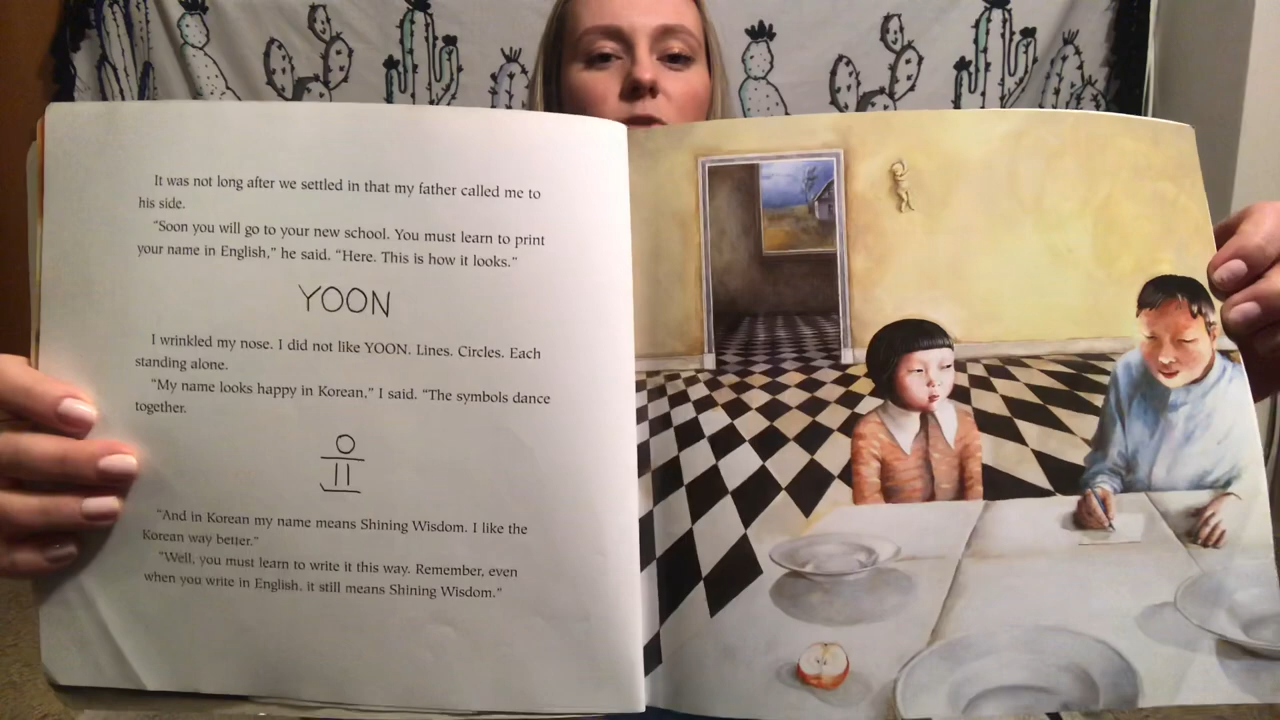 It was not long after we settled in that my father called me to
his side.
"Soon you will go to your new school. You must learn to print
your name in English," he said. "Here. This is how it looks."
YOON
I wrinkled my nose. I did not like YOON. Lines. Circles. Each
standing alone.
"My name looks happy in Korean," I said. "The symbols dance
together.
윤
"And in Korean my name means Shining Wisdom. I like the
Korean way better."
"Well, you must learn to write it this way. Remember, even
when you write in English, it still means Shining Wisdom."